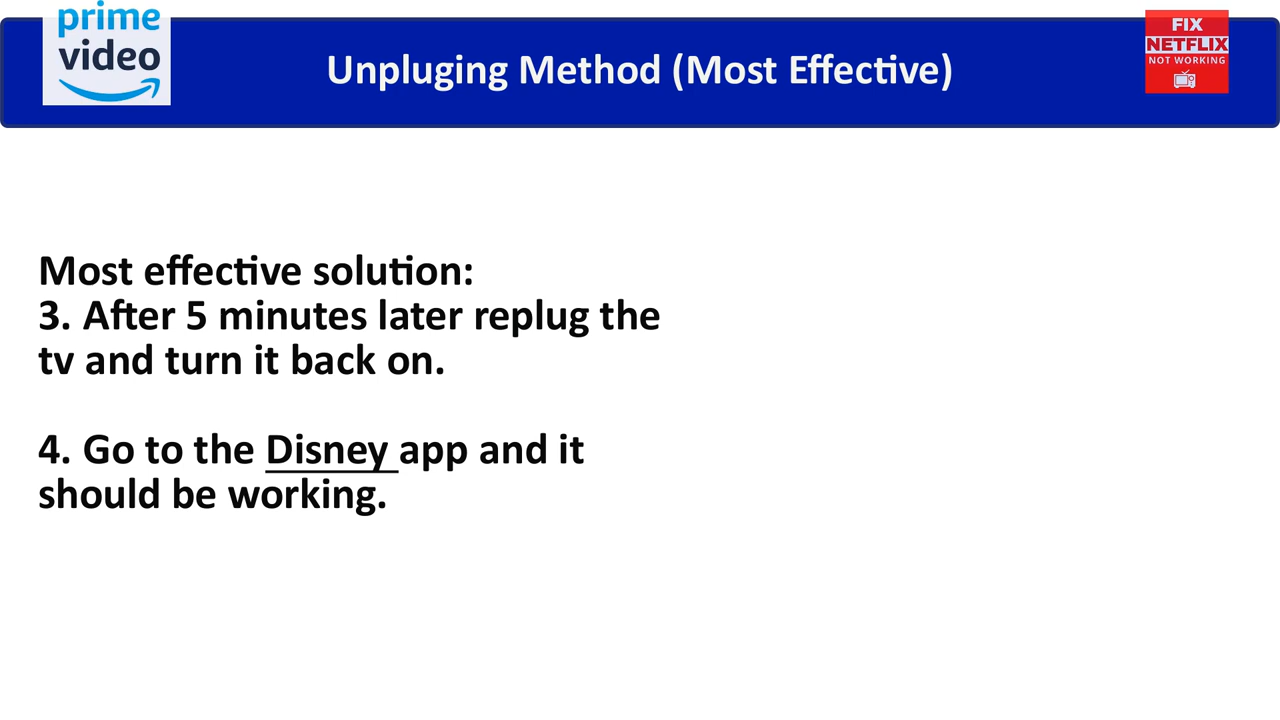 prime
video
Unpluging Method (Most Effective)
FIX
NETFLIX
NOT WORKING
Most effective solution:
3. After 5 minutes later replug the
tv and turn it back on.
4. Go to the Disney app and it
should be working.